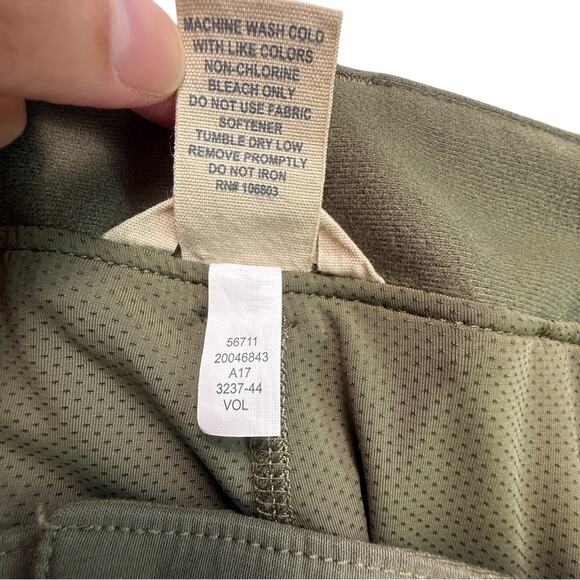 MACHINE WASH COLD
WITH LIKE COLORS
NON-CHLORINE
BLEACH ONLY
DO NOT USE FABRIC
SOFTENER
TUMBLE DRY LOW
REMOVE PROMPTLY
DO NOT IRON
RN# 106803
56711
20046843
A17
3237-44
VOL